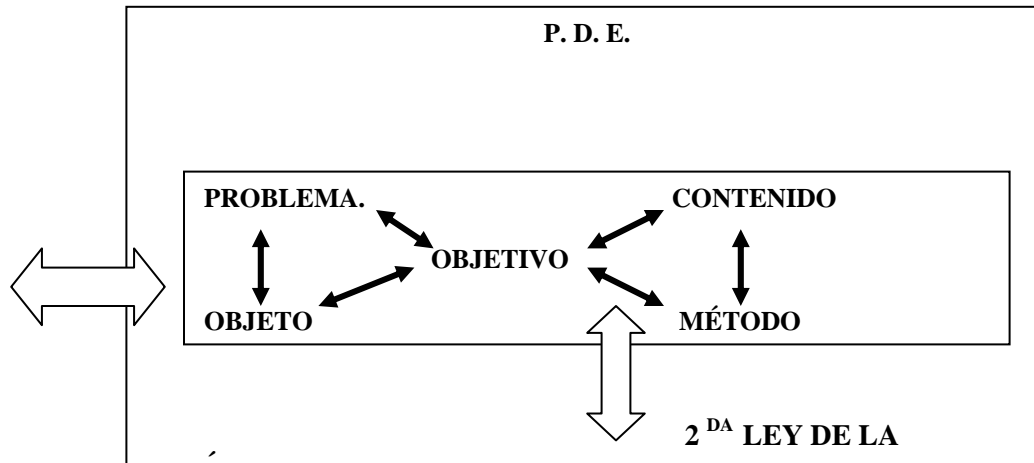 P. D. E.
PROBLEMA. CONTENIDO
OBJETIVO
OBJETO MÉTODO
2 DA LEY DE LA